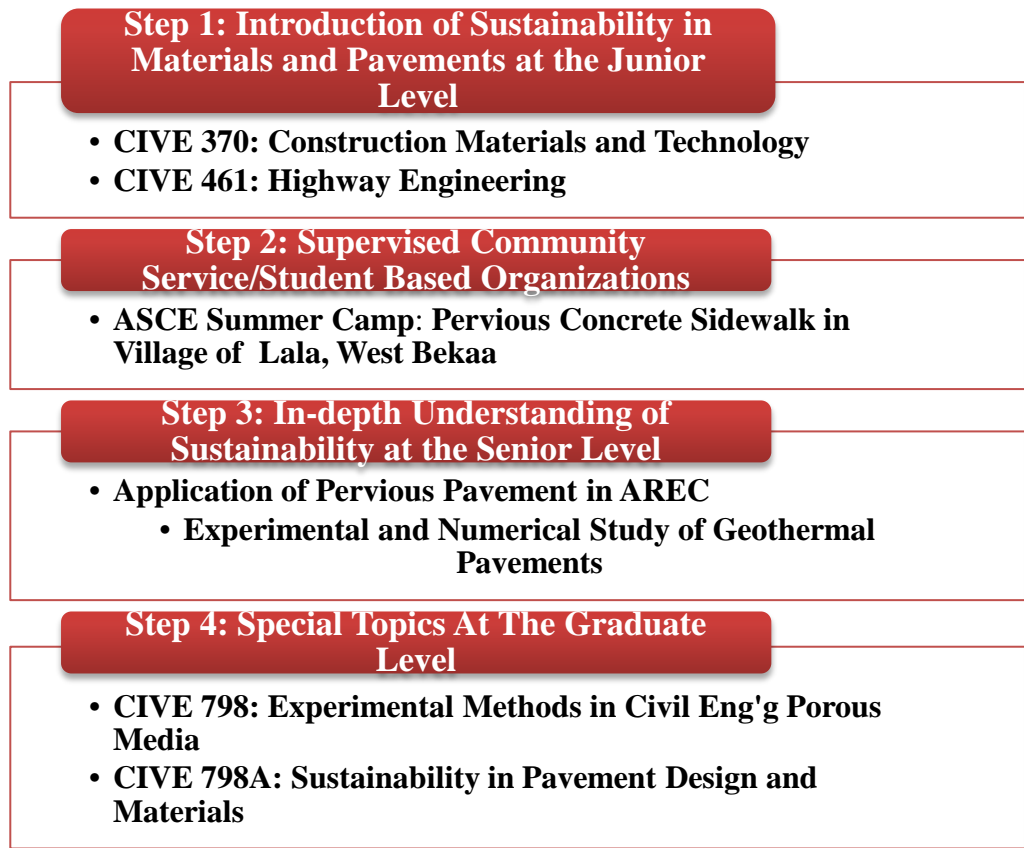 Step 1: Introduction of Sustainability in
Materials and Pavements at the Junior
Level
• CIVE 370: Construction Materials and Technology
• CIVE 461: Highway Engineering
Step 2: Supervised Community
Service/Student Based Organizations
• ASCE Summer Camp: Pervious Concrete Sidewalk in
Village of Lala, West Bekaa
Step 3: In-depth Understanding of
Sustainability at the Senior Level
• Application of Pervious Pavement in AREC
• Experimental and Numerical Study of Geothermal
Pavements
Step 4: Special Topics At The Graduate
Level
• CIVE 798: Experimental Methods in Civil Eng'g Porous
Media
• CIVE 798A: Sustainability in Pavement Design and
Materials